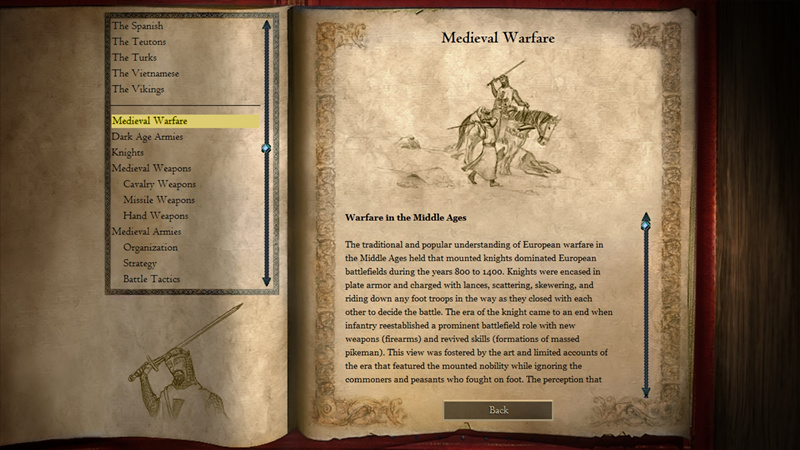 The Spanish
The Teutons
The Turks
The Vietnamese
The Vikings
Medieval Warfare
Dark Age Armies
Knights
Medieval Weapons
Cavalry Weapons
Missile Weapons
Hand Weapons
Medieval Armies
Organization
Strategy
Battle Tactics
Medieval Warfare
Warfare in the Middle Ages
The traditional and popular understanding of European warfare in
the Middle Ages held that mounted knights dominated European
battlefields during the years 800 to 1400. Knights were encased in
plate armor and charged with lances, scattering, skewering, and
riding down any foot troops in the way as they closed with each
other to decide the battle. The era of the knight came to an end when
infantry reestablished a prominent battlefield role with new
weapons (firearms) and revived skills (formations of massed
pikeman). This view was fostered by the art and limited accounts of
the era that featured the mounted nobility while ignoring the
commoners and peasants who fought on foot. The perception that
Back